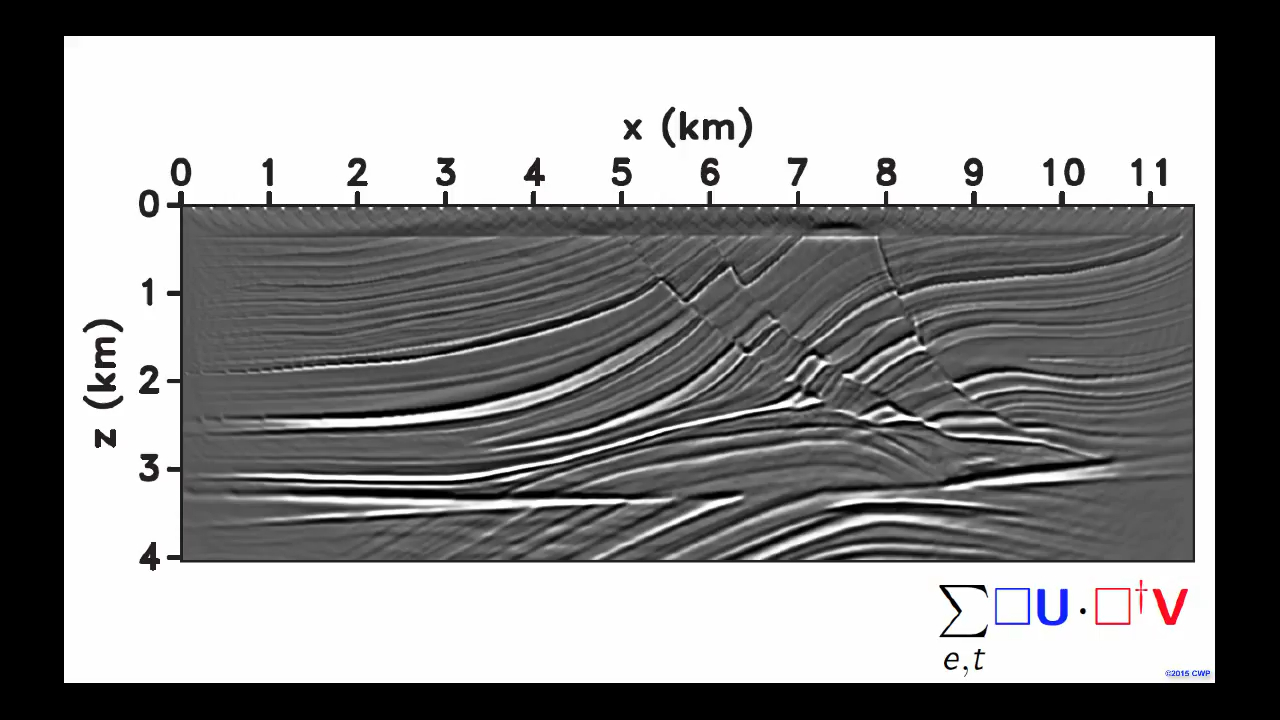 x (km)
0 1 2 3 4 5 6 7 8 9 10 11
0
1
2
3
4
z (km)
∑ □U · □†V
e,t
©2015 CWP